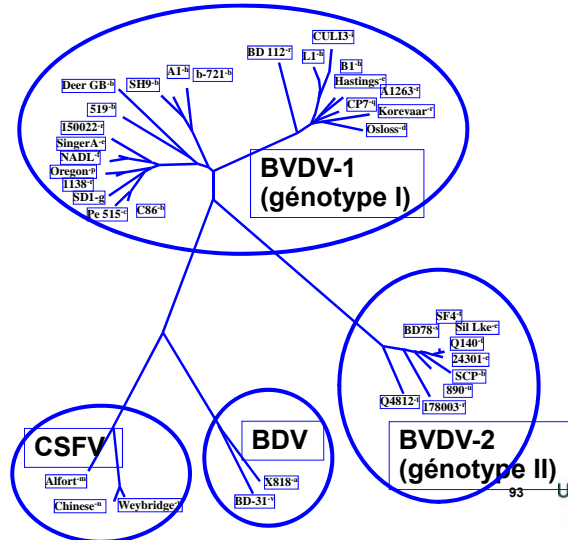 CULI3-i
BD 112-r
L1-h
A1-h
b-721-b
B1-h
Deer GB-b
SH9-b
Hastings-e
A1263-r
519-b
CP7-q
Korevaar-e
150022-r
Osloss-d
SingerA-e
NADL-f
BVDV-1
(génotype I)
Oregon-p
1138-r
SD1-g
Pe 515-c
C86-b
SF4-t
BD78-s
Sil Lke-e
Q140-t
24301-e
SCP-b
890-u
Q4812-t
178003-r
BDV
CSFV
BVDV-2
(génotype II)
X818-a
Alfort-m
Chinese-n
Weybridge
BD-31-v
93
U